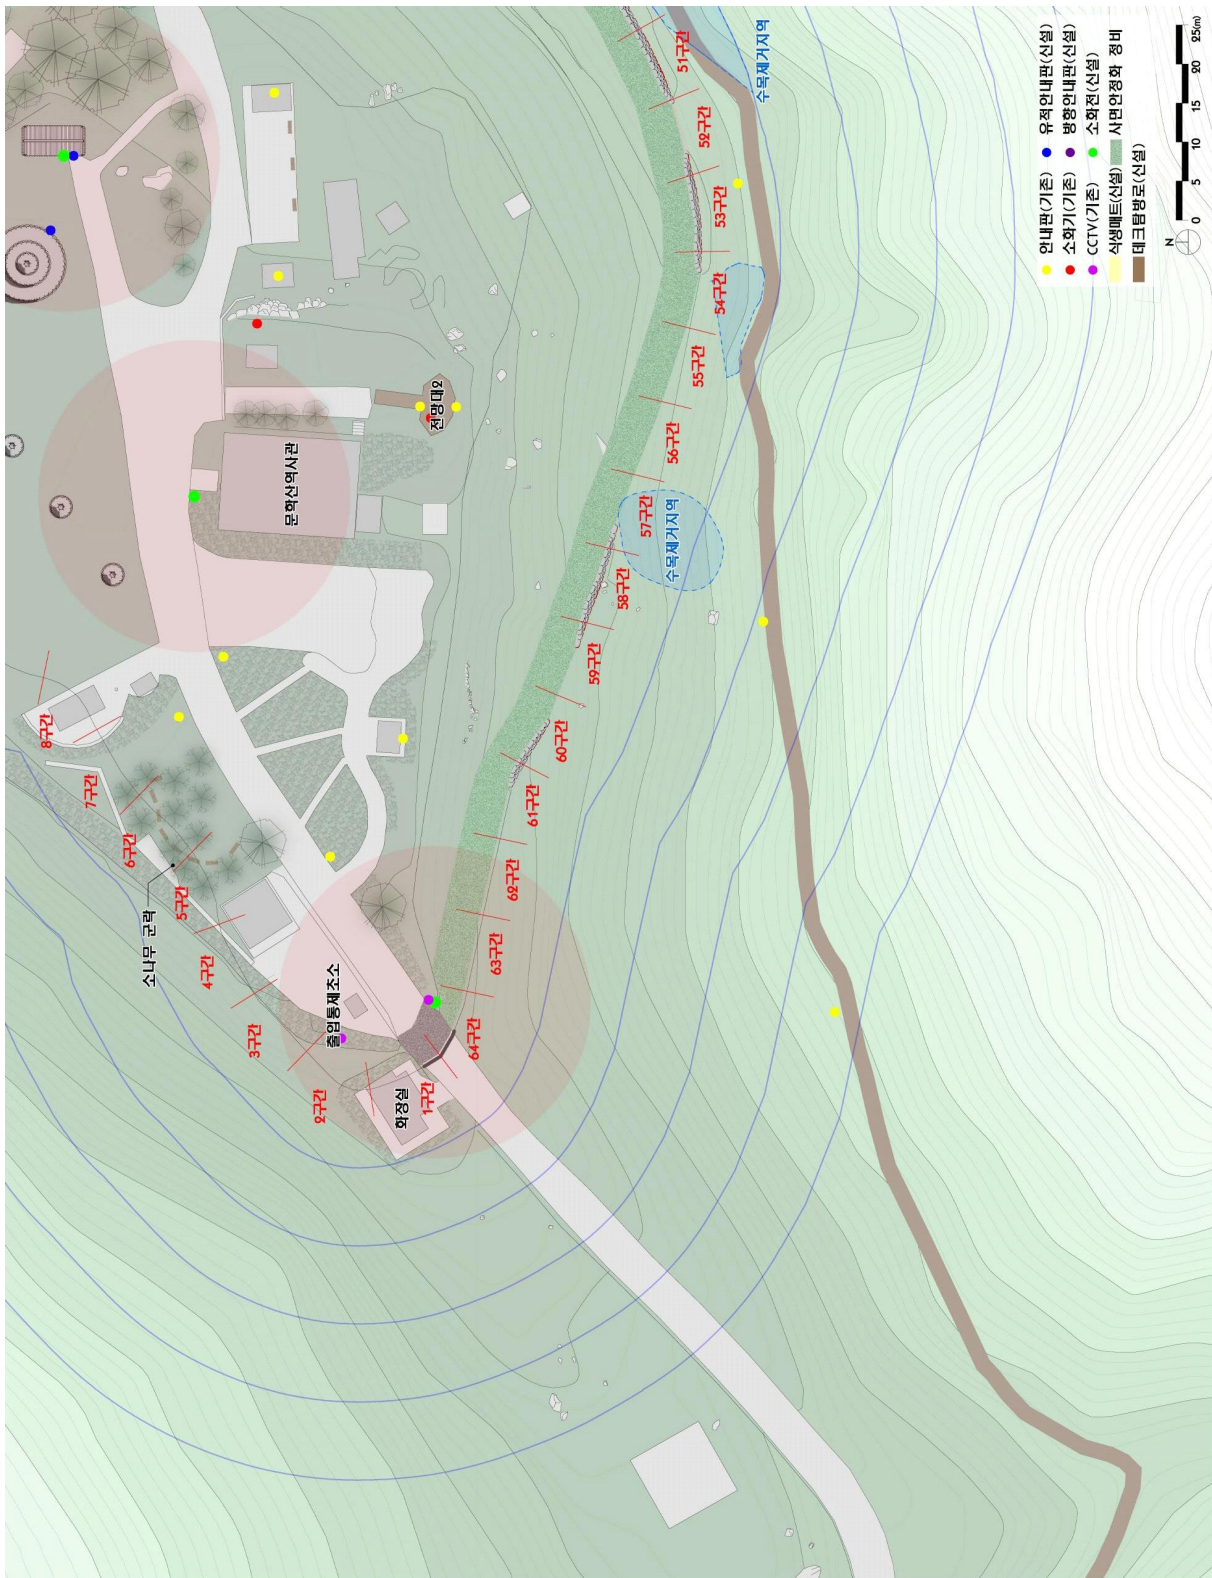 안내판(기존)
유적안내판(신설)
소화기(기존)
방향안내판(신설)
CCTV(기존)
소화전(신설)
식생매트(신설)
사면안정화 정비
데크탐방로(신설)
N
0 5 10 15 20 25(m)
8구간
7구간
6구간
소나무 군락
5구간
4구간
3구간
출입통제초소
2구간
화장실
1구간
64구간
63구간
62구간
61구간
60구간
59구간
58구간
57구간
수목제거지역
56구간
55구간
54구간
53구간
52구간
51구간
수목제거지역
문학산역사관
전망대2